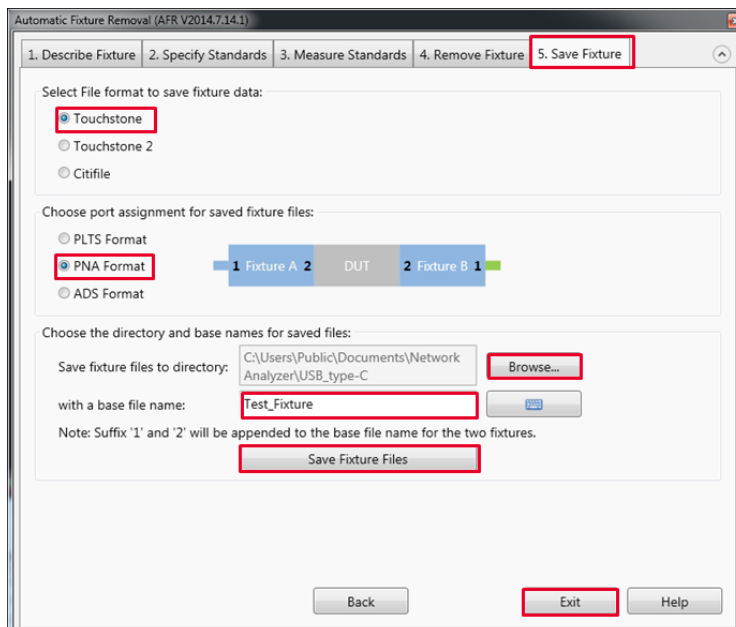 Automatic Fixture Removal (AFR V2014.7.14.1)
1. Describe Fixture 2. Specify Standards 3. Measure Standards 4. Remove Fixture 5. Save Fixture
Select File format to save fixture data:
Touchstone
Touchstone 2
Citifile
Choose port assignment for saved fixture files:
PLTS Format
PNA Format
1 Fixture A 2 DUT 2 Fixture B 1
ADS Format
Choose the directory and base names for saved files:
Save fixture files to directory:
C:\Users\Public\Documents\Network
Analyzer\USB_type-C
Browse...
with a base file name:
Test_Fixture
Note: Suffix '1' and '2' will be appended to the base file name for the two fixtures.
Save Fixture Files
Back Exit Help